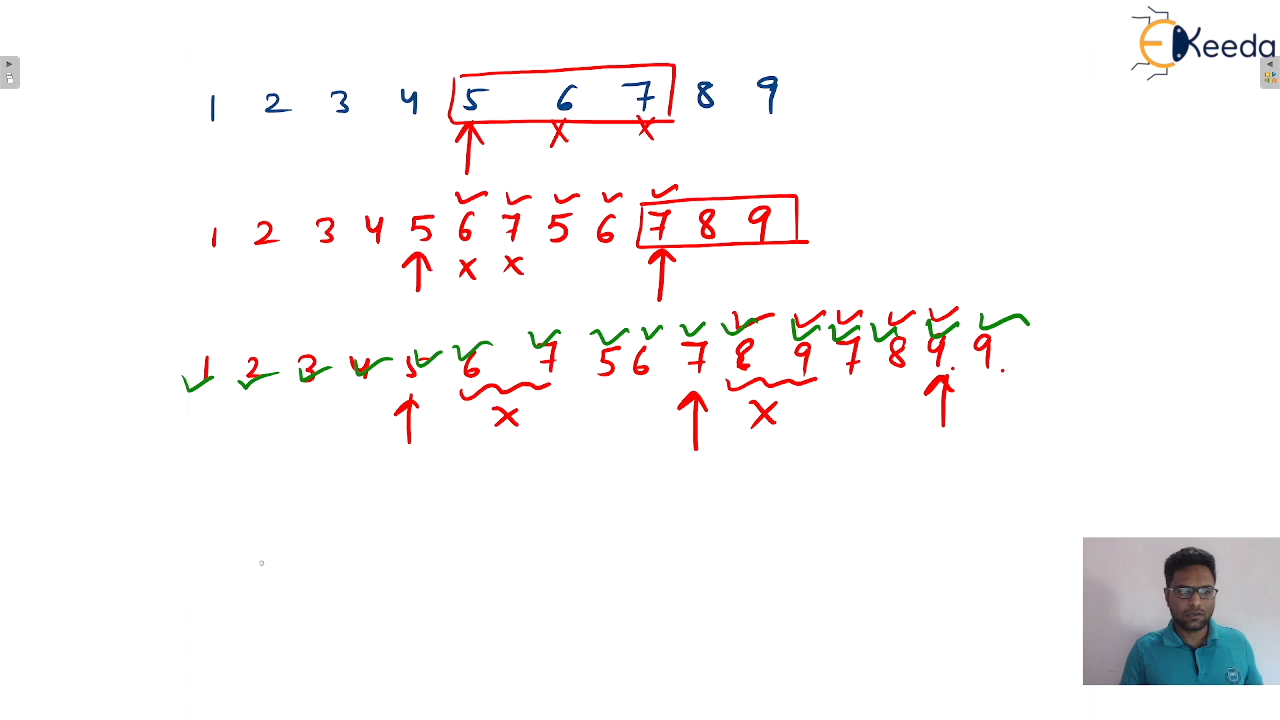 EKeeda
1 2 3 4 5 6 7 8 9
x x
1 2 3 4 5 6 7 5 6 7 8 9
x x
1 2 3 4 5 6 7 5 6 7 8 9 7 8 9 9
x x